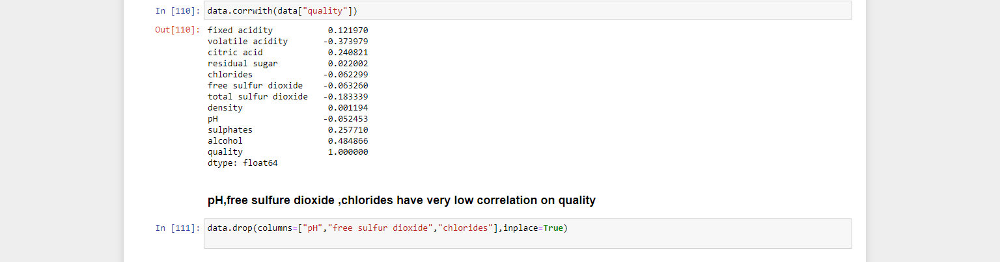 In [110]: data.corrwith(data["quality"])
Out[110]: fixed acidity 0.121970
volatile acidity -0.373979
citric acid 0.240821
residual sugar 0.022002
chlorides -0.062299
free sulfur dioxide -0.063260
total sulfur dioxide -0.183339
density 0.001194
pH -0.052453
sulphates 0.257710
alcohol 0.484866
quality 1.000000
dtype: float64
pH,free sulfure dioxide ,chlorides have very low correlation on quality
In [111]: data.drop(columns=["pH","free sulfur dioxide","chlorides"],inplace=True)